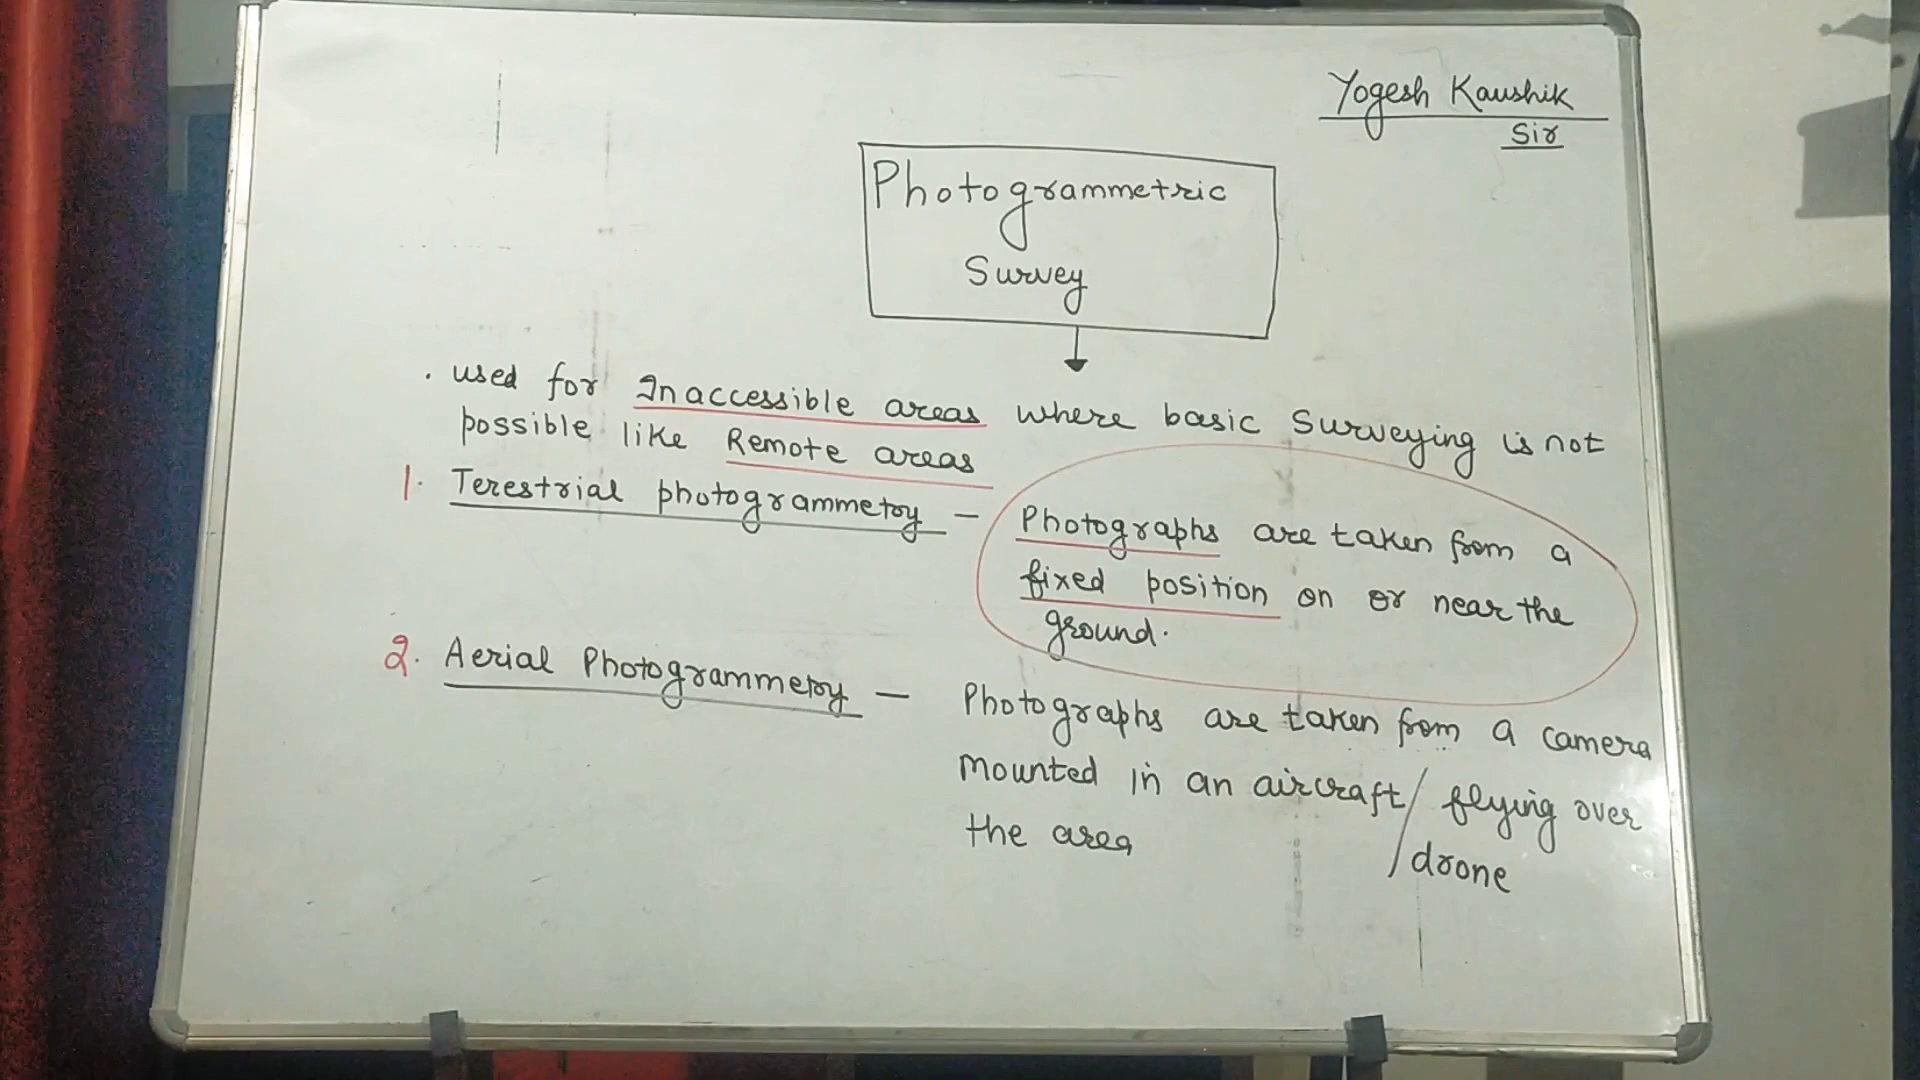 Yogesh Kaushik
Sir
Photogrammetric
Survey
. used for Inaccessible areas where basic Surveying is not
possible like Remote areas
1. Terestrial photogrammetry - Photographs are taken from a
fixed position on or near the
ground.
2. Aerial Photogrammetry - Photographs are taken from a camera
mounted in an aircraft / flying over
the area / drone